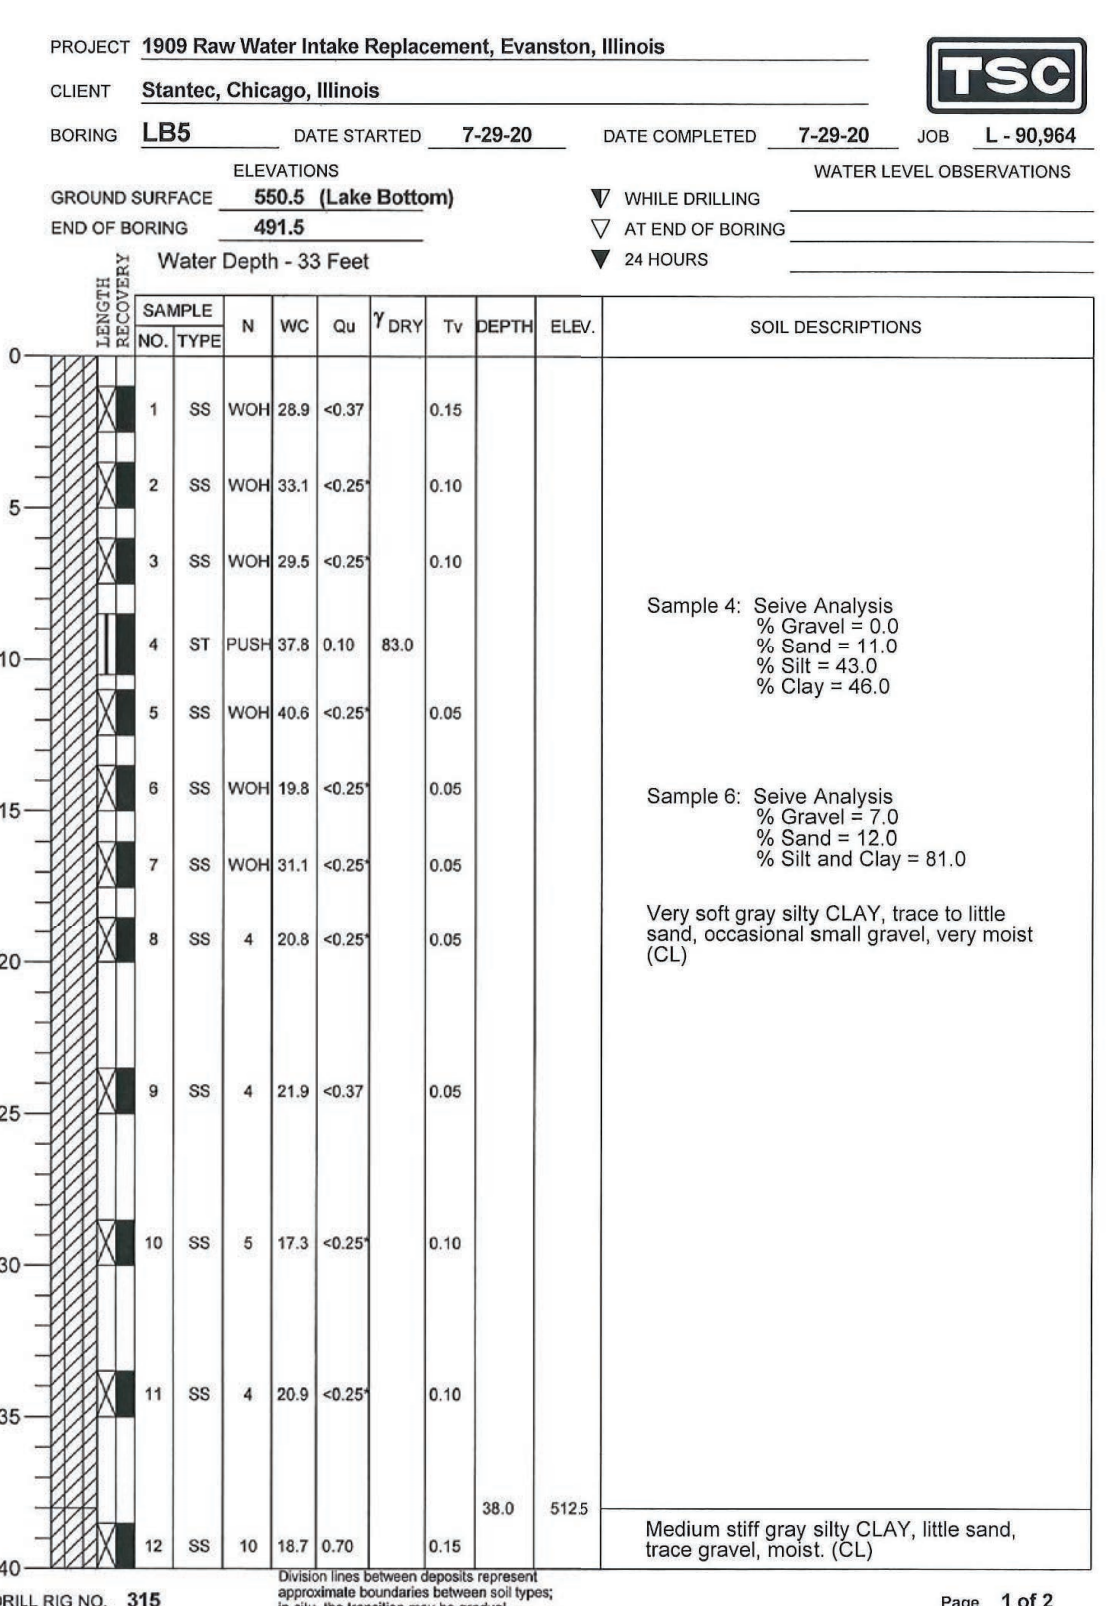 PROJECT 1909 Raw Water Intake Replacement, Evanston, Illinois
TSC
CLIENT Stantec, Chicago, Illinois
BORING LB5 DATE STARTED 7-29-20 DATE COMPLETED 7-29-20 JOB L - 90,964
ELEVATIONS WATER LEVEL OBSERVATIONS
GROUND SURFACE 550.5 (Lake Bottom) WHILE DRILLING
END OF BORING 491.5 AT END OF BORING
Water Depth - 33 Feet 24 HOURS
LENGTH
RECOVERY
SAMPLE
NO. TYPE N WC Qu γ DRY Tv DEPTH ELEV. SOIL DESCRIPTIONS
0
1 SS WOH 28.9 <0.37 0.15
2 SS WOH 33.1 <0.25* 0.10
5
3 SS WOH 29.5 <0.25* 0.10
Sample 4: Seive Analysis
% Gravel = 0.0
% Sand = 11.0
4 ST PUSH 37.8 0.10 83.0
10
% Silt = 43.0
% Clay = 46.0
5 SS WOH 40.6 <0.25* 0.05
6 SS WOH 19.8 <0.25* 0.05
Sample 6: Seive Analysis
15
% Gravel = 7.0
% Sand = 12.0
% Silt and Clay = 81.0
7 SS WOH 31.1 <0.25* 0.05
Very soft gray silty CLAY, trace to little
sand, occasional small gravel, very moist
(CL)
8 SS 4 20.8 <0.25* 0.05
20
9 SS 4 21.9 <0.37 0.05
25
10 SS 5 17.3 <0.25* 0.10
30
11 SS 4 20.9 <0.25* 0.10
35
38.0 512.5
Medium stiff gray silty CLAY, little sand,
trace gravel, moist. (CL)
12 SS 10 18.7 0.70 0.15
40
Division lines between deposits represent
approximate boundaries between soil types;
in-situ, the transition may be gradual.
DRILL RIG NO. 315 Page 1 of 2